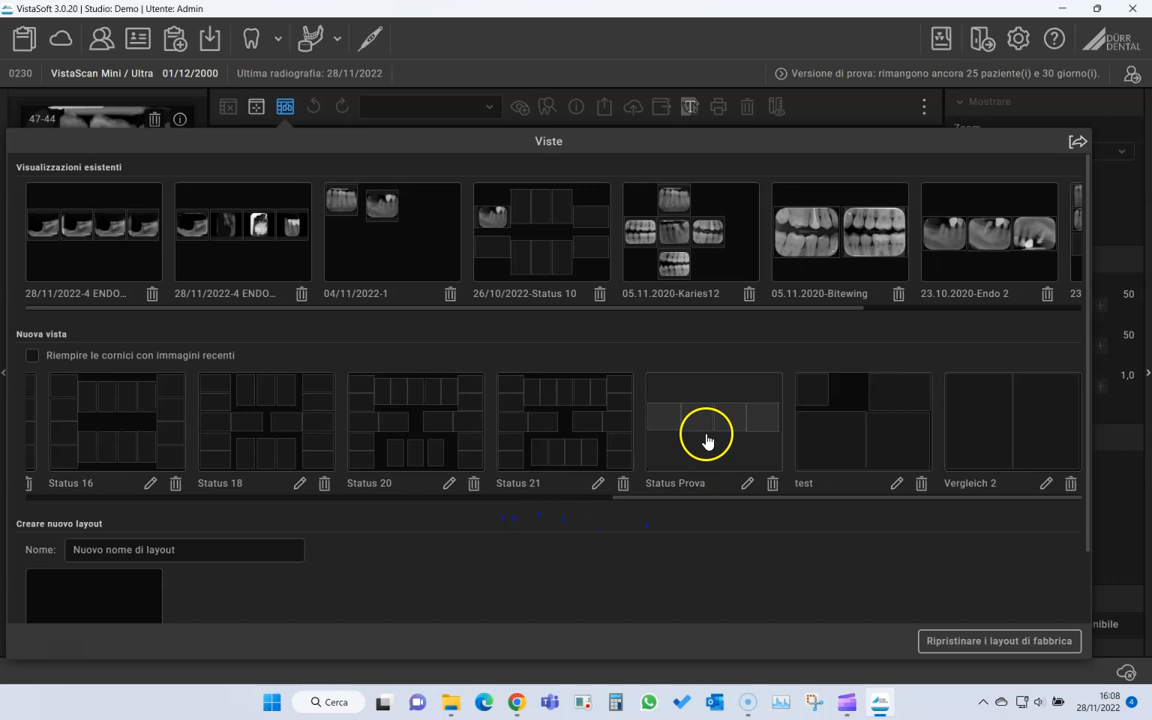 VistaSoft 3.0.20 | Studio: Demo | Utente: Admin
DÜRR DENTAL
0230 VistaScan Mini / Ultra 01/12/2000 Ultima radiografia: 28/11/2022 Versione di prova: rimangono ancora 25 paziente(i) e 30 giorno(i).
47-44
Mostrare
Viste
Visualizzazioni esistenti
28/11/2022-4 ENDO... 28/11/2022-4 ENDO... 04/11/2022-1 26/10/2022-Status 10 05.11.2020-Karies12 05.11.2020-Bitewing 23.10.2020-Endo 2 23
50
Nuova vista
50
Riempire le cornici con immagini recenti
1,0
Status 16 Status 18 Status 20 Status 21 Status Prova test Vergleich 2
Creare nuovo layout
Nome: Nuovo nome di layout
nibile
Ripristinare i layout di fabbrica
Cerca
16:08
28/11/2022
4